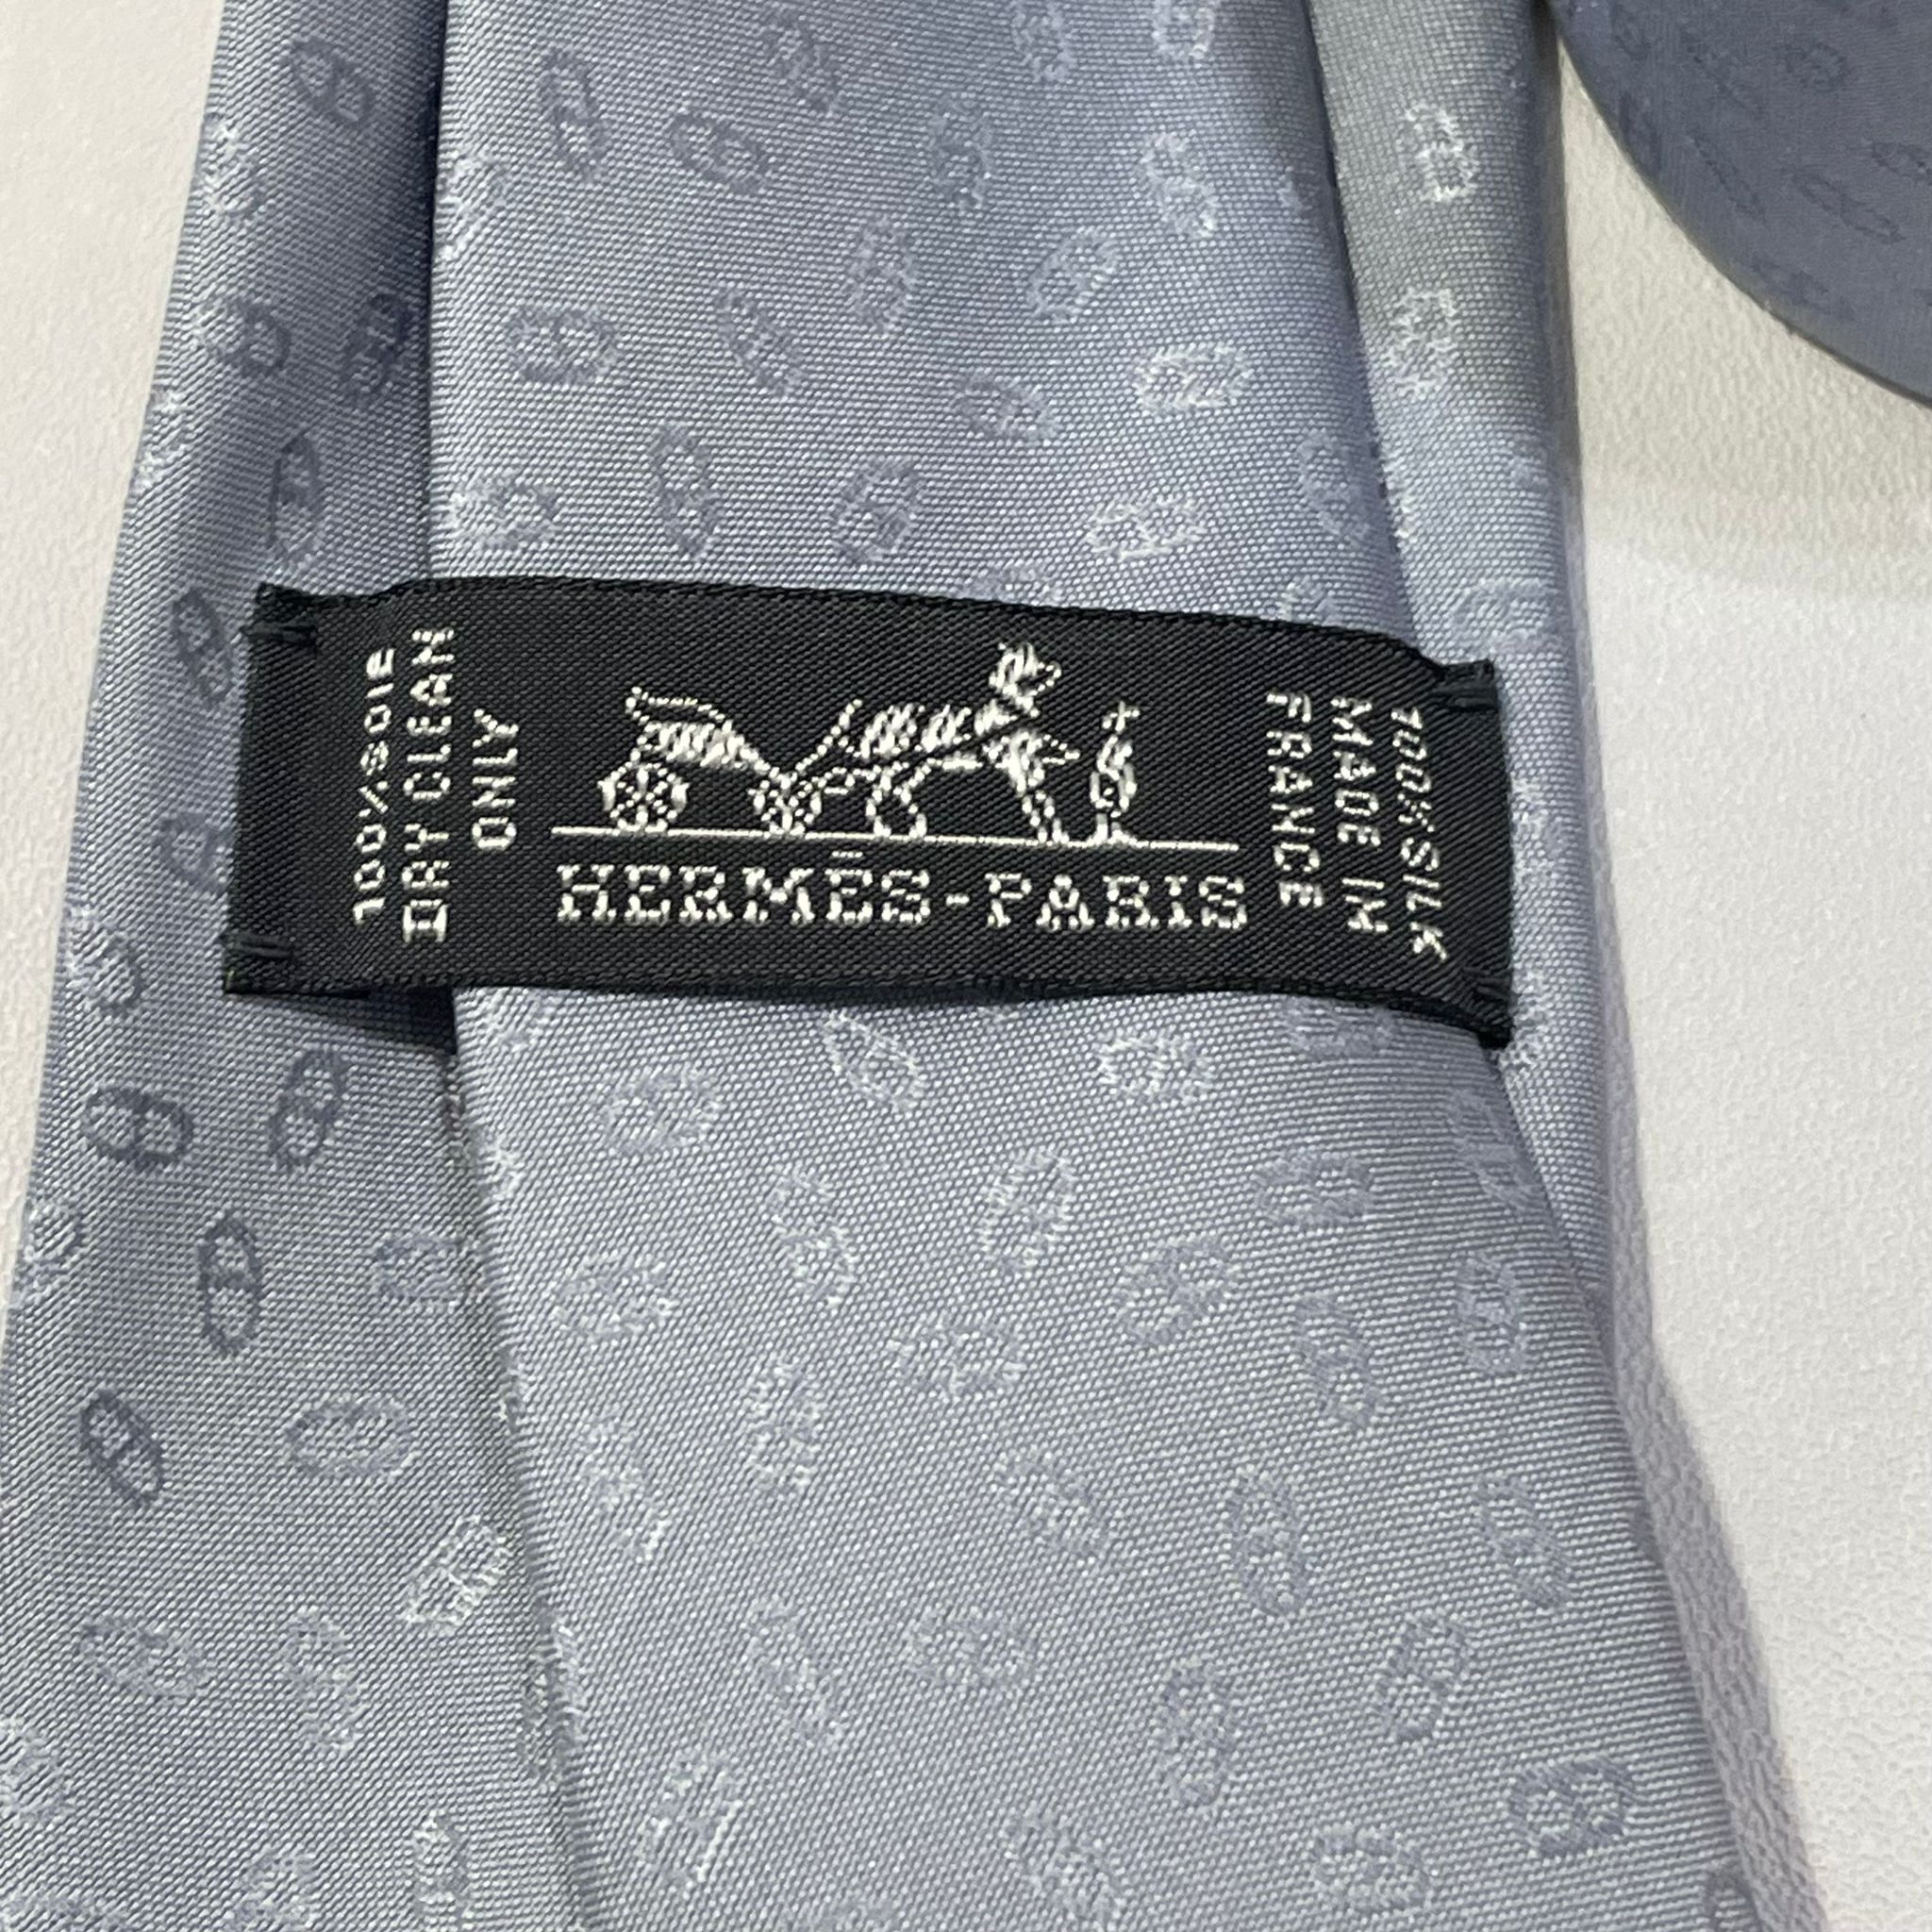 100%SOIE
DRY CLEAN
ONLY
HERMÈS-PARIS
100%SILK
MADE IN
FRANCE